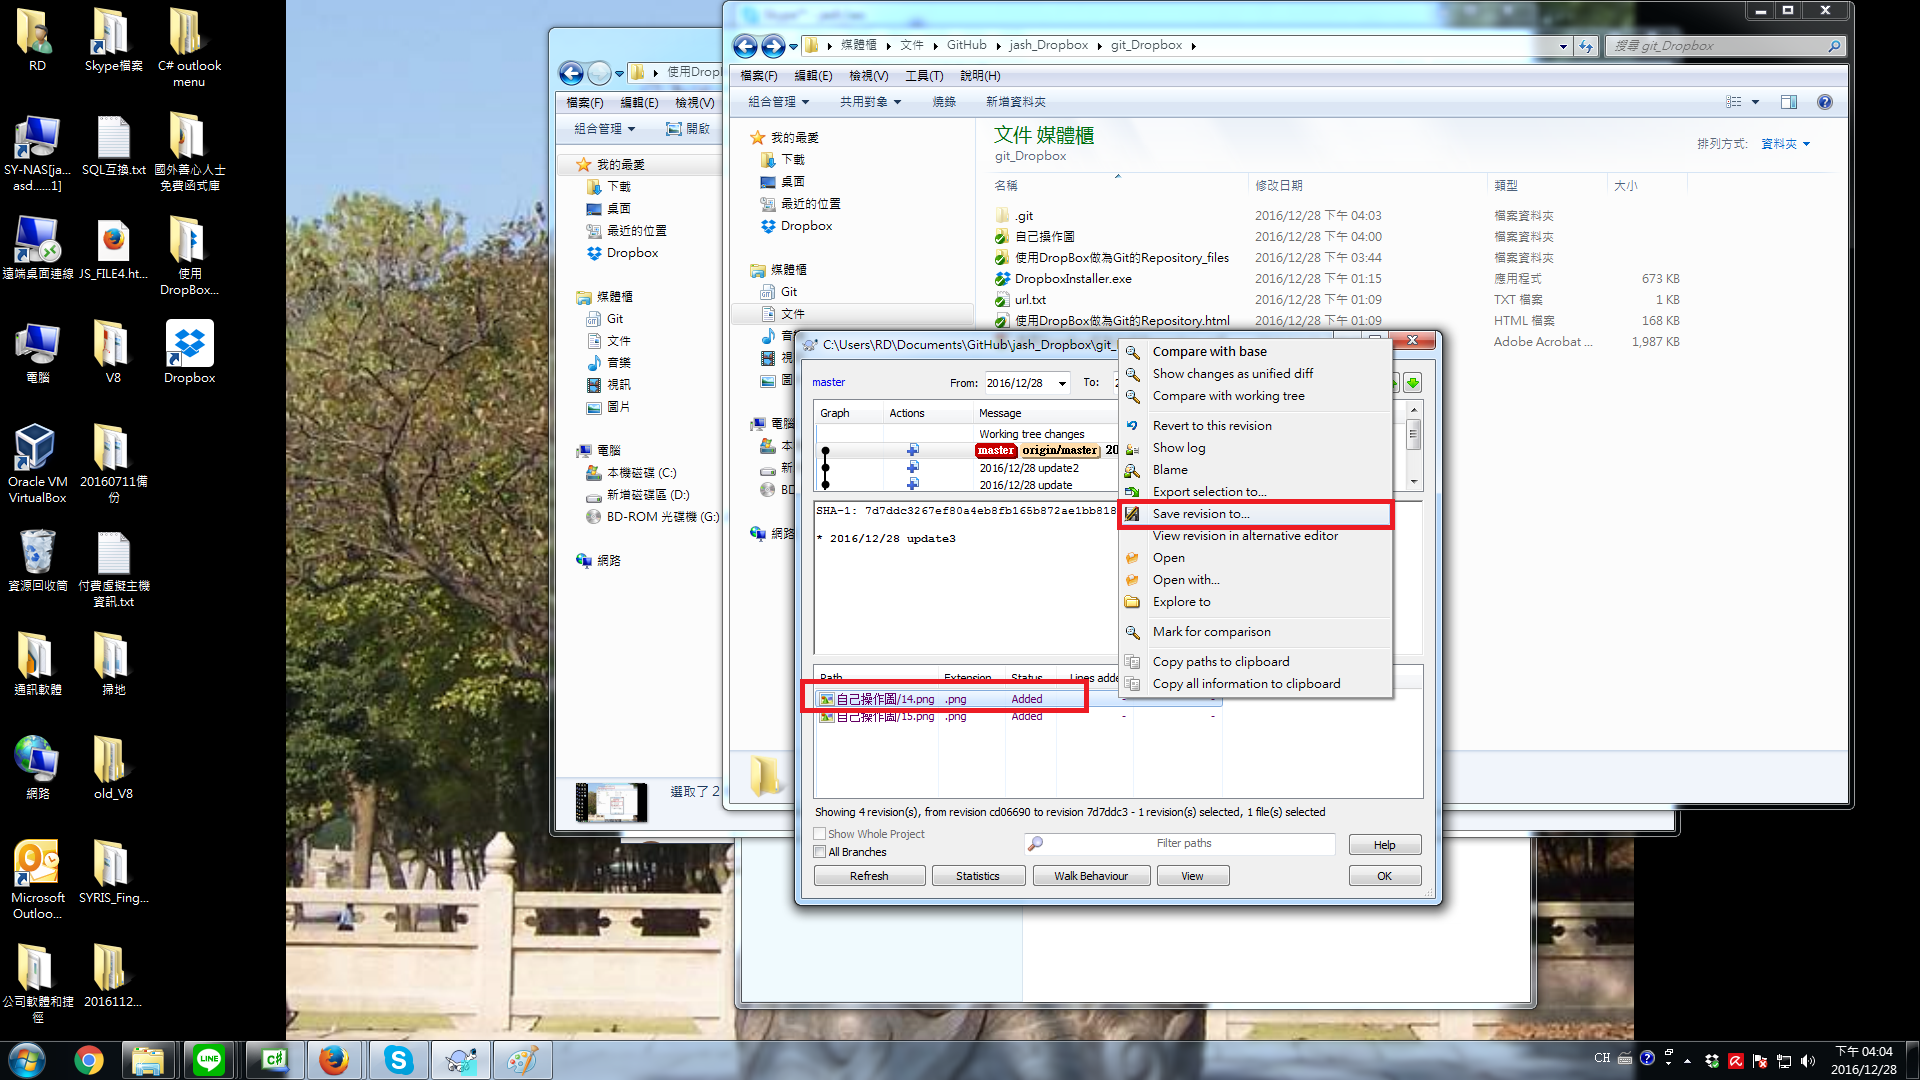 RD
Skype檔案
C# outlook menu
SY-NAS[ja...asd......1]
SQL互換.txt
國外善心人士免費函式庫
遠端桌面連線
JS_FILE4.ht...
使用DropBox...
電腦
V8
Dropbox
Oracle VM VirtualBox
20160711備份
資源回收筒
付費虛擬主機資訊.txt
通訊軟體
掃地
網路
old_V8
Microsoft Outloo...
SYRIS_Fing...
公司軟體和捷徑
2016112...
使用Dropl
檔案(F) 編輯(E) 檢視(V)
組合管理 開啟
我的最愛
下載
桌面
最近的位置
Dropbox
媒體櫃
Git
文件
音樂
視訊
圖片
電腦
本機磁碟 (C:)
新增磁碟區 (D:)
BD-ROM 光碟機 (G:)
網路
選取了 2
媒體櫃 文件 GitHub jash_Dropbox git_Dropbox
搜尋 git_Dropbox
檔案(F) 編輯(E) 檢視(V) 工具(T) 說明(H)
組合管理 共用對象 燒錄 新增資料夾
我的最愛
下載
桌面
最近的位置
Dropbox
媒體櫃
Git
文件
音
視
圖
電腦
本
新
BD
網路
文件 媒體櫃
git_Dropbox
排列方式: 資料夾
名稱 修改日期 類型 大小
.git 2016/12/28 下午 04:03 檔案資料夾
自己操作圖 2016/12/28 下午 04:00 檔案資料夾
使用DropBox做為Git的Repository_files 2016/12/28 下午 03:44 檔案資料夾
DropboxInstaller.exe 2016/12/28 下午 01:15 應用程式 673 KB
url.txt 2016/12/28 下午 01:09 TXT 檔案 1 KB
使用DropBox做為Git的Repository.html 2016/12/28 下午 01:09 HTML 檔案 168 KB
Adobe Acrobat ... 1,987 KB
C:\Users\RD\Documents\GitHub\jash_Dropbox\git_
master From: 2016/12/28 To: 2
Graph Actions Message
Working tree changes
master origin/master 20
2016/12/28 update2
2016/12/28 update
SHA-1: 7d7ddc3267ef80a4eb8fb165b872ae1bb818
* 2016/12/28 update3
Path Extension Status Lines adde
自己操作圖/14.png .png Added
自己操作圖/15.png .png Added - -
Showing 4 revision(s), from revision cd06690 to revision 7d7ddc3 - 1 revision(s) selected, 1 file(s) selected
Show Whole Project
All Branches
Filter paths
Help
Refresh Statistics Walk Behaviour View OK
Compare with base
Show changes as unified diff
Compare with working tree
Revert to this revision
Show log
Blame
Export selection to...
Save revision to...
View revision in alternative editor
Open
Open with...
Explore to
Mark for comparison
Copy paths to clipboard
Copy all information to clipboard
LINE
C#
CH
下午 04:04
2016/12/28